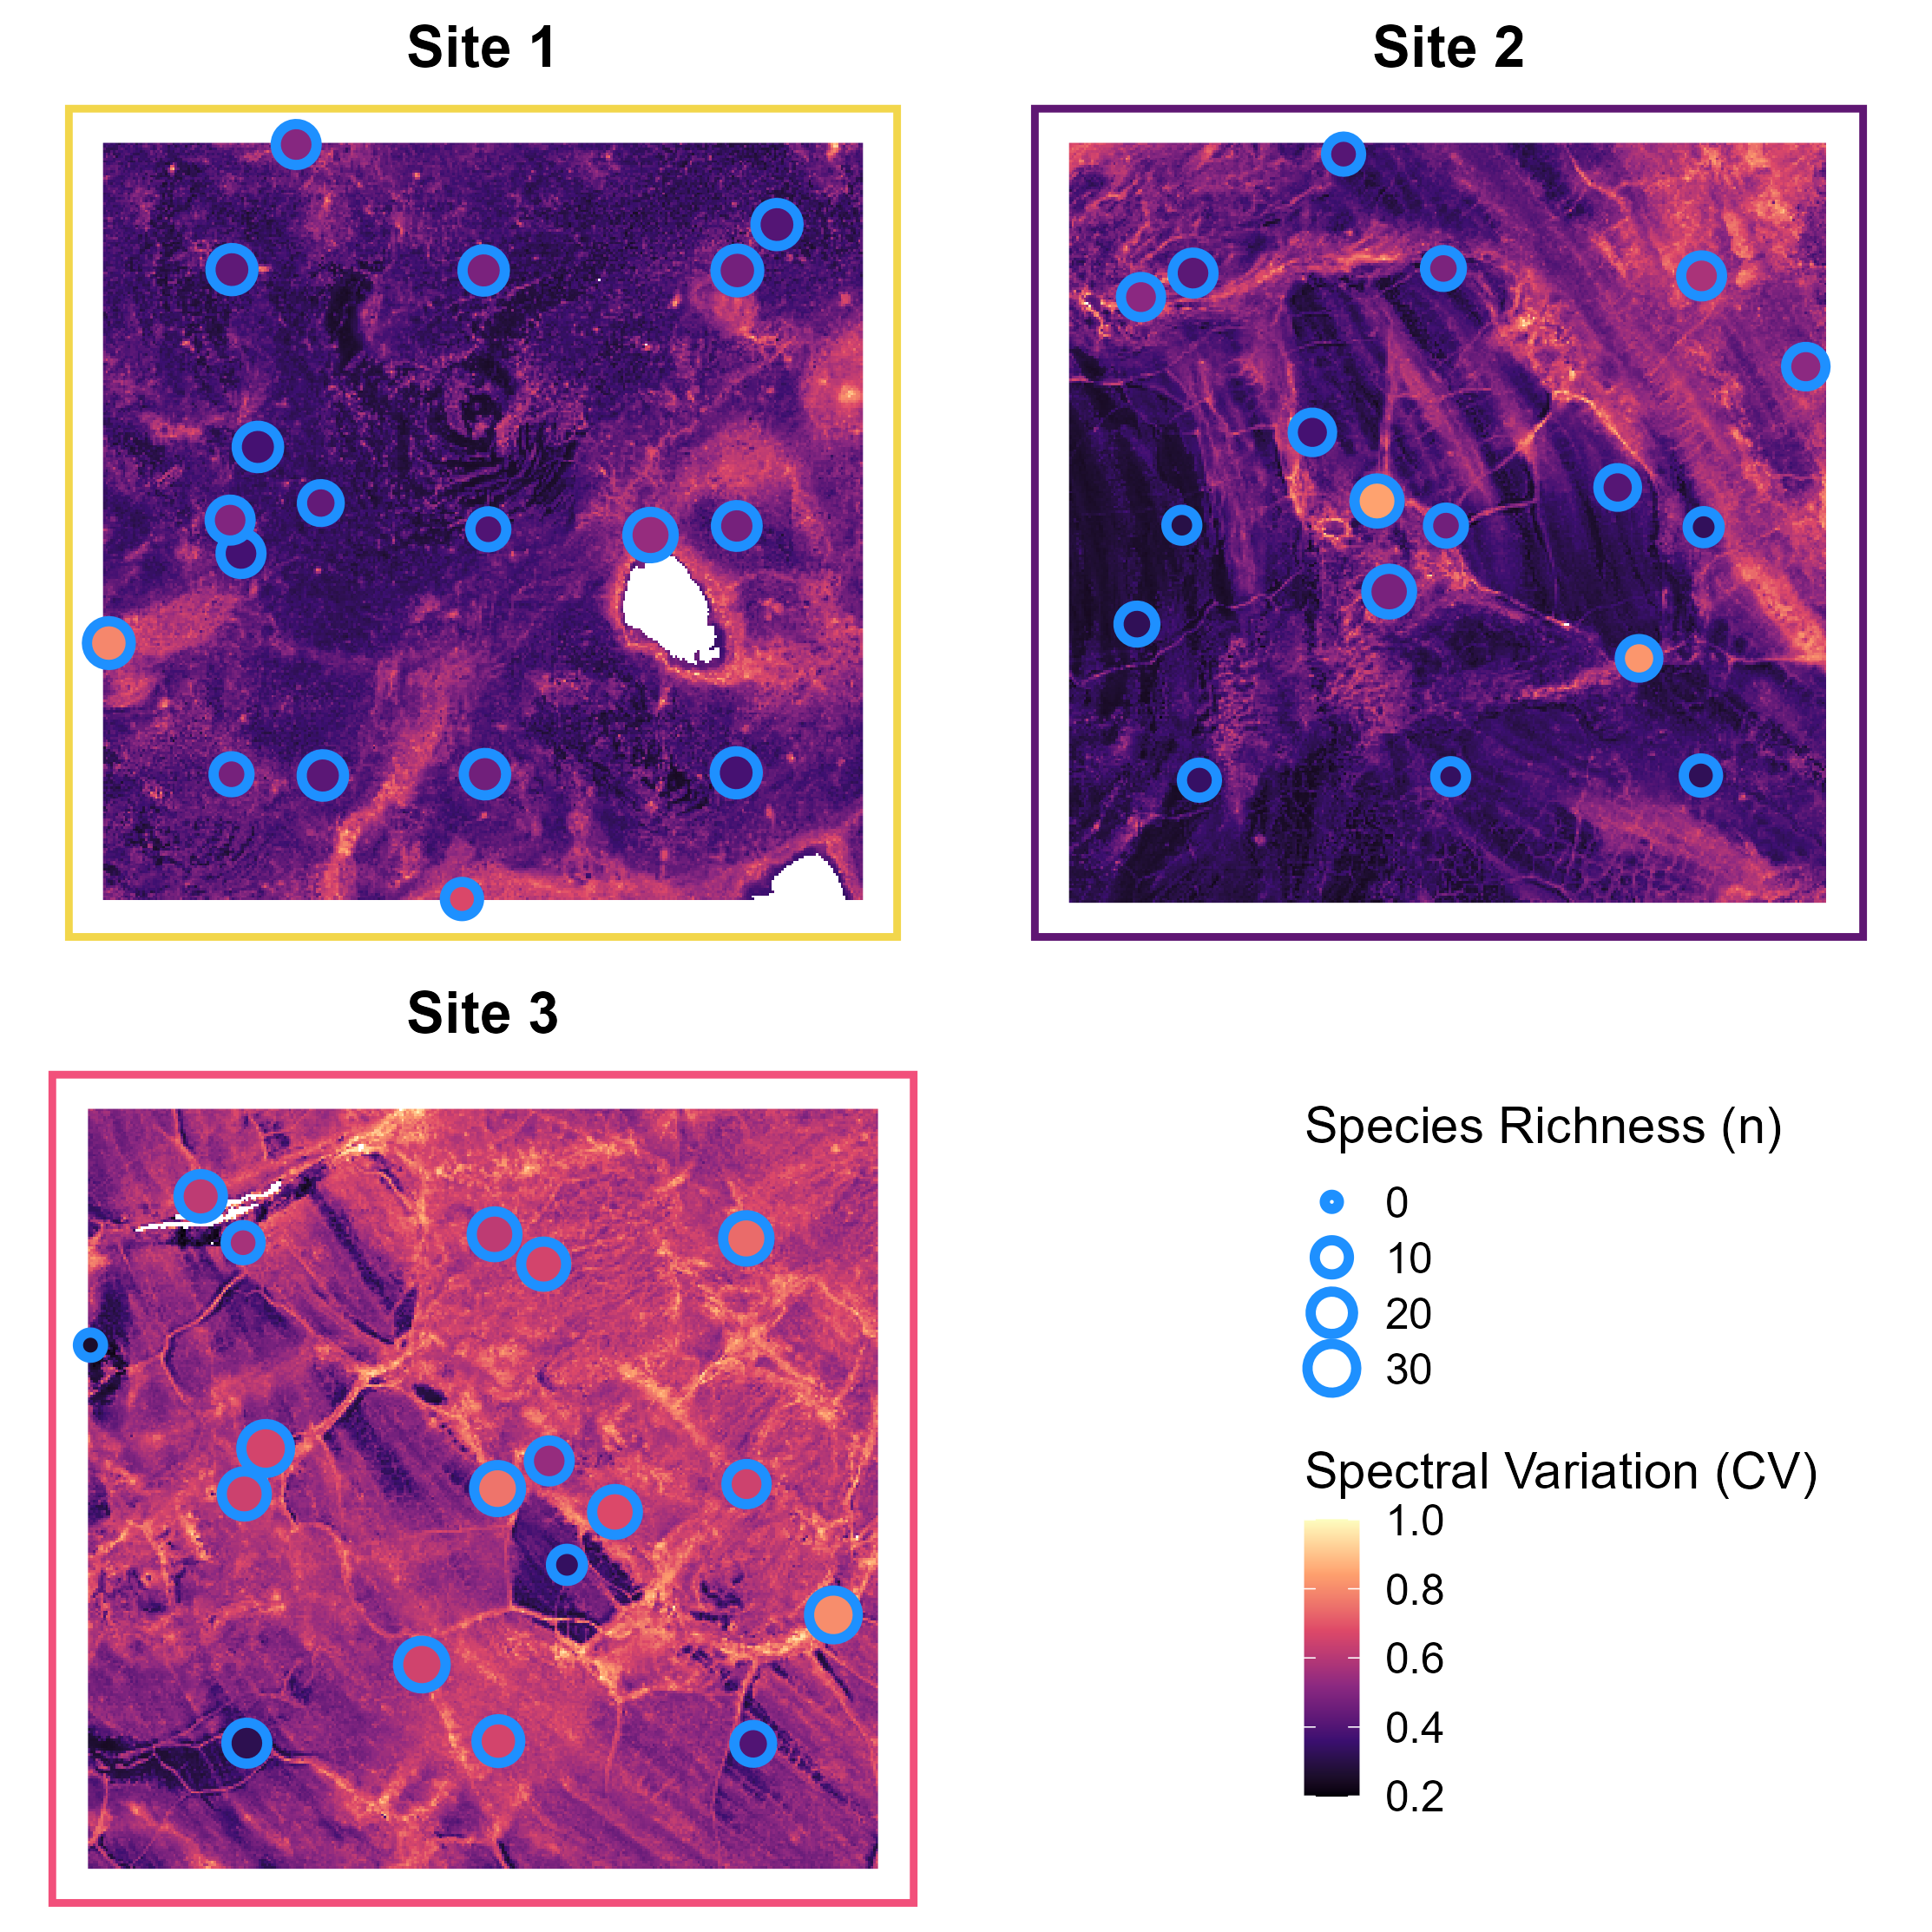 Site 1
Site 2
Site 3
Species Richness (n)
0
10
20
30
Spectral Variation (CV)
1.0
0.8
0.6
0.4
0.2